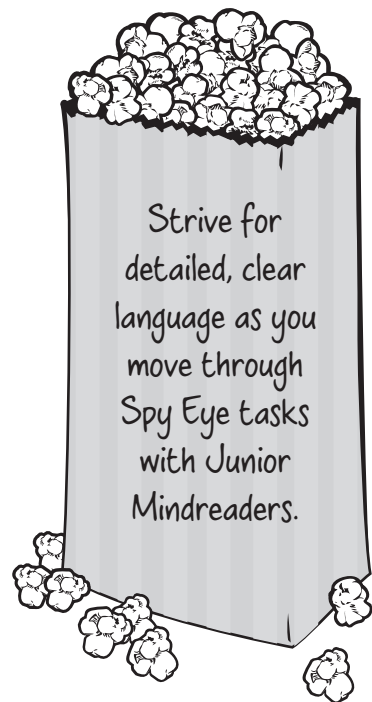 Strive for
detailed, clear
language as you
move through
Spy Eye tasks
with Junior
Mindreaders.